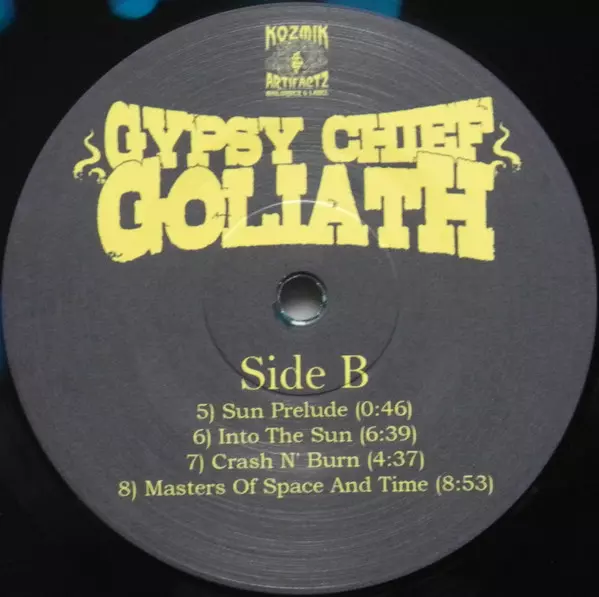 KOZMIK
ARTIFACTZ
GYPSY CHIEF
GOLIATH
Side B
5) Sun Prelude (0:46)
6) Into The Sun (6:39)
7) Crash N' Burn (4:37)
8) Masters Of Space And Time (8:53)